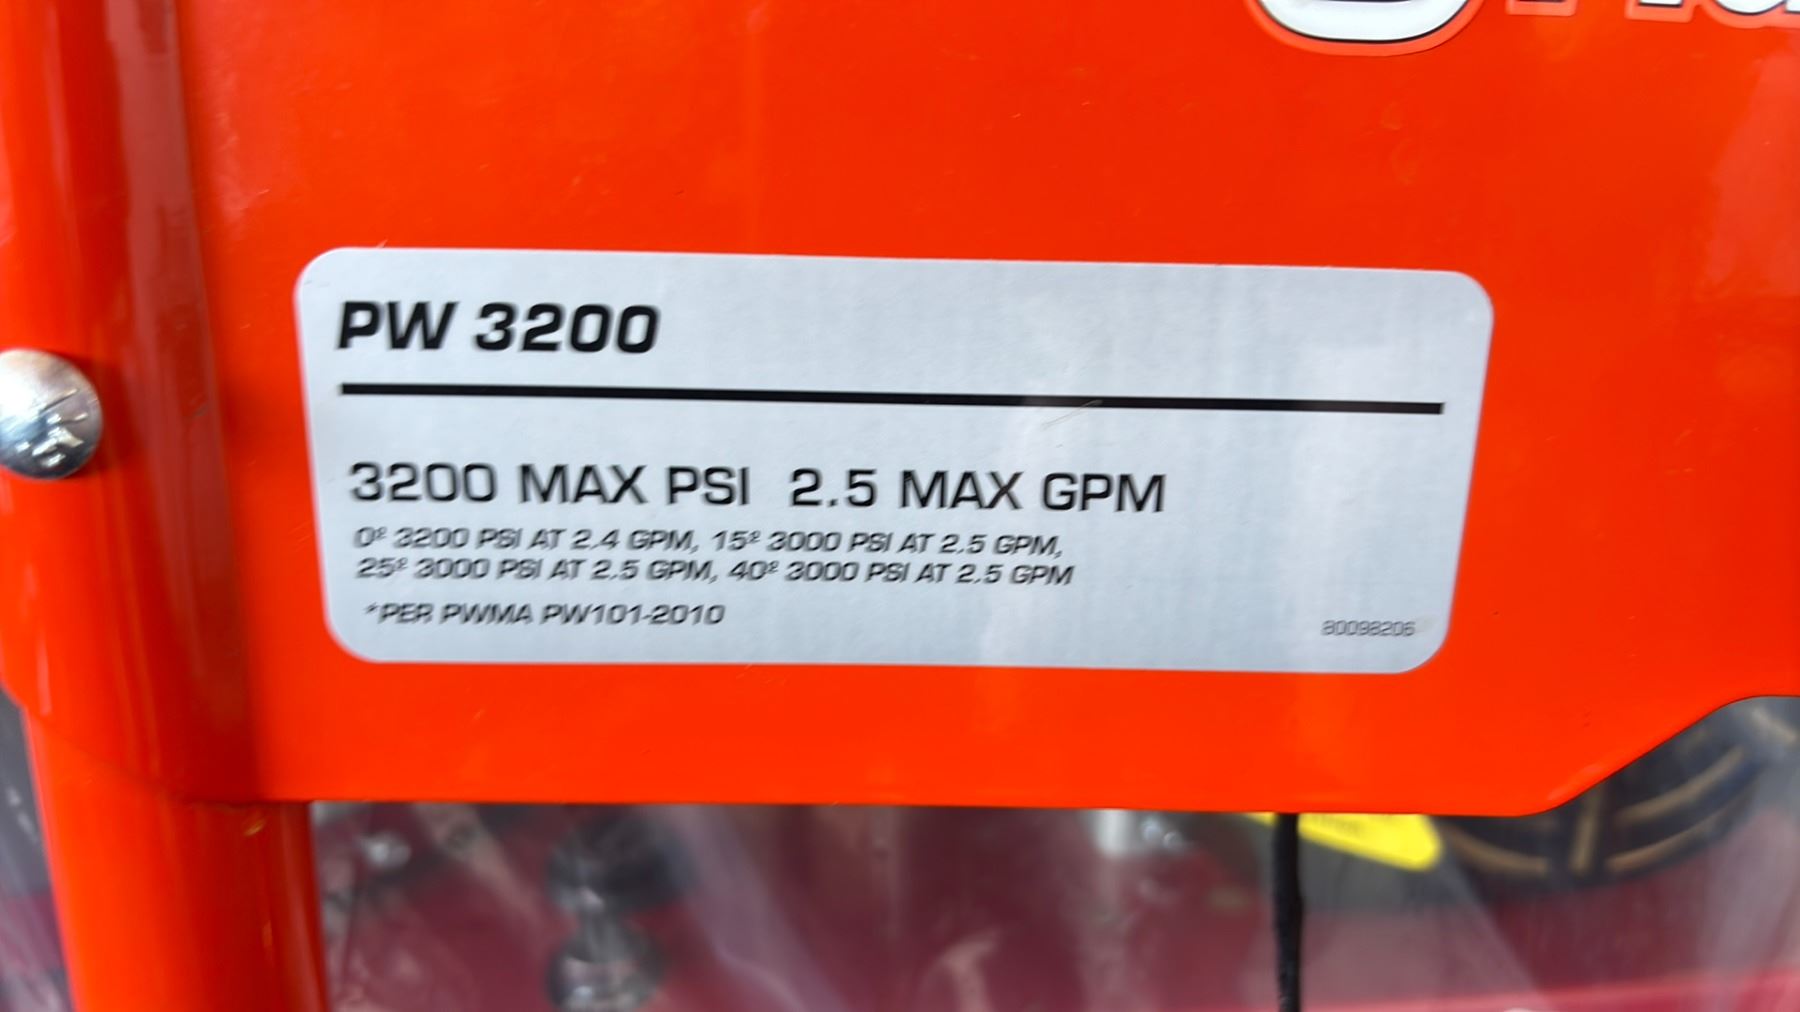 PW 3200
3200 MAX PSI 2.5 MAX GPM
0º 3200 PSI AT 2.4 GPM, 15º 3000 PSI AT 2.5 GPM,
25º 3000 PSI AT 2.5 GPM, 40º 3000 PSI AT 2.5 GPM
*PER PWMA PW101-2010
80098206